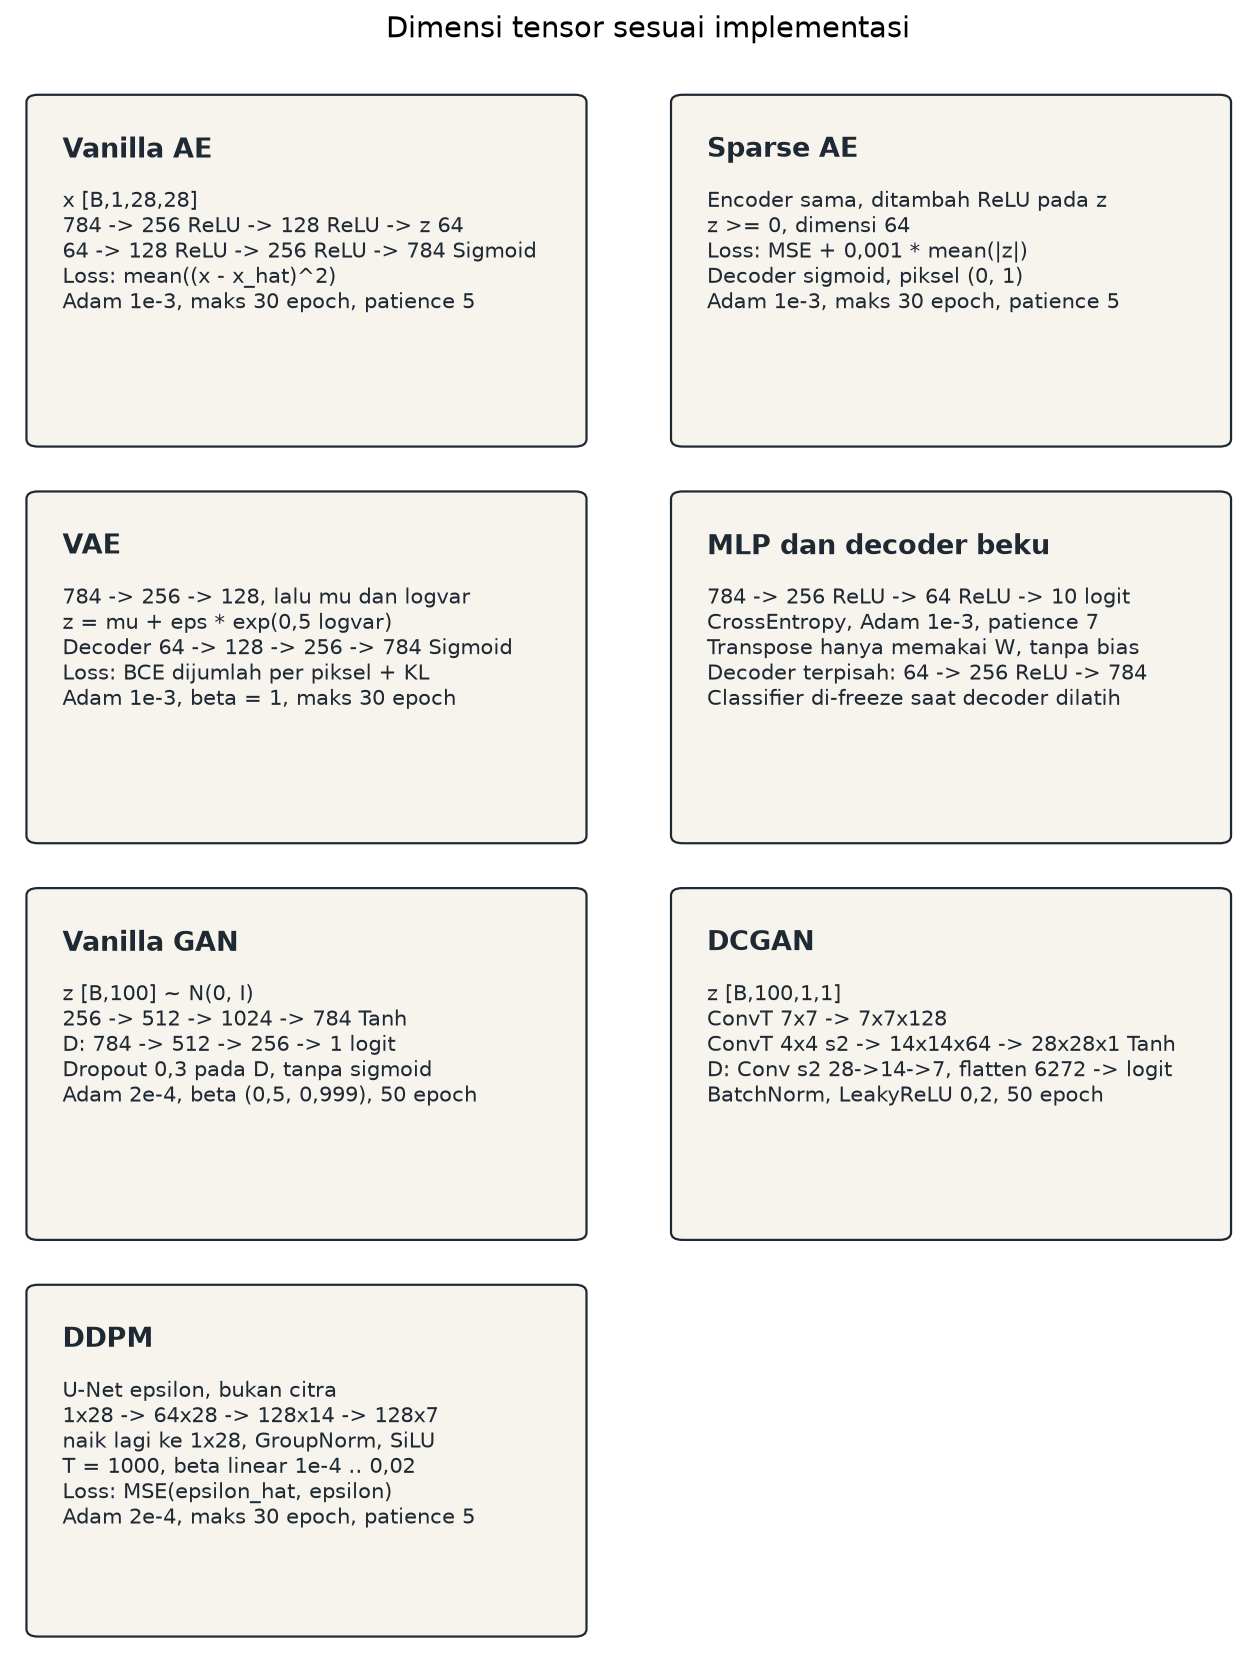 Dimensi tensor sesuai implementasi
Vanilla AE
x [B,1,28,28]
784 -> 256 ReLU -> 128 ReLU -> z 64
64 -> 128 ReLU -> 256 ReLU -> 784 Sigmoid
Loss: mean((x - x_hat)^2)
Adam 1e-3, maks 30 epoch, patience 5
Sparse AE
Encoder sama, ditambah ReLU pada z
z >= 0, dimensi 64
Loss: MSE + 0,001 * mean(|z|)
Decoder sigmoid, piksel (0, 1)
Adam 1e-3, maks 30 epoch, patience 5
VAE
784 -> 256 -> 128, lalu mu dan logvar
z = mu + eps * exp(0,5 logvar)
Decoder 64 -> 128 -> 256 -> 784 Sigmoid
Loss: BCE dijumlah per piksel + KL
Adam 1e-3, beta = 1, maks 30 epoch
MLP dan decoder beku
784 -> 256 ReLU -> 64 ReLU -> 10 logit
CrossEntropy, Adam 1e-3, patience 7
Transpose hanya memakai W, tanpa bias
Decoder terpisah: 64 -> 256 ReLU -> 784
Classifier di-freeze saat decoder dilatih
Vanilla GAN
z [B,100] ~ N(0, I)
256 -> 512 -> 1024 -> 784 Tanh
D: 784 -> 512 -> 256 -> 1 logit
Dropout 0,3 pada D, tanpa sigmoid
Adam 2e-4, beta (0,5, 0,999), 50 epoch
DCGAN
z [B,100,1,1]
ConvT 7x7 -> 7x7x128
ConvT 4x4 s2 -> 14x14x64 -> 28x28x1 Tanh
D: Conv s2 28->14->7, flatten 6272 -> logit
BatchNorm, LeakyReLU 0,2, 50 epoch
DDPM
U-Net epsilon, bukan citra
1x28 -> 64x28 -> 128x14 -> 128x7
naik lagi ke 1x28, GroupNorm, SiLU
T = 1000, beta linear 1e-4 .. 0,02
Loss: MSE(epsilon_hat, epsilon)
Adam 2e-4, maks 30 epoch, patience 5